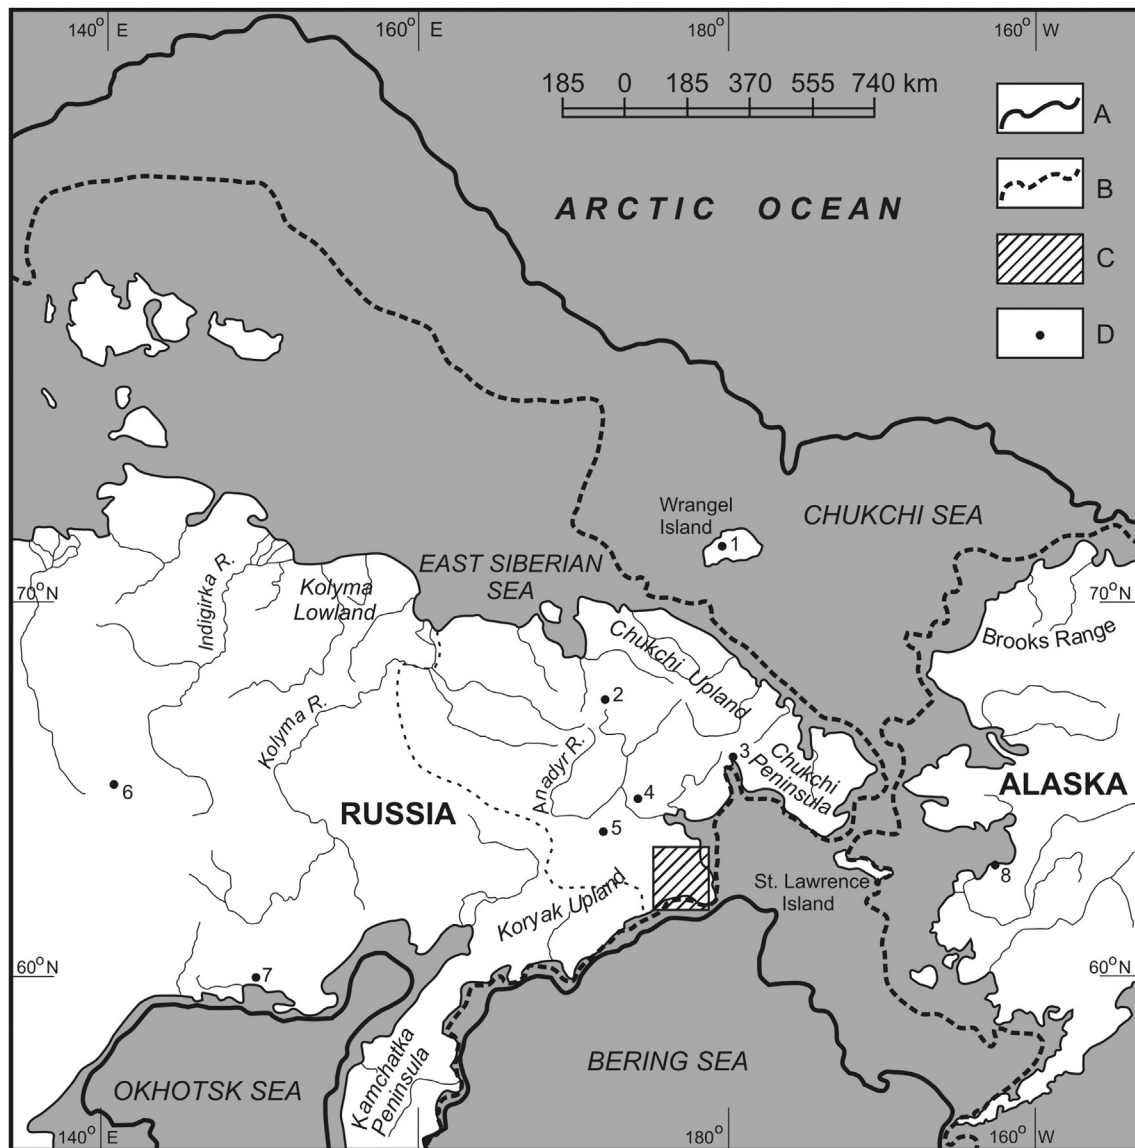 140° E
160° E
180°
160° W
185 0 185 370 555 740 km
A
B
C
D
ARCTIC OCEAN
Wrangel
Island
1
CHUKCHI SEA
EAST SIBERIAN
SEA
Indigirka R.
Kolyma
Lowland
70°N
70°N
Chukchi Upland
Brooks Range
2
Kolyma R.
Anadyr R.
3
Chukchi
Peninsula
4
ALASKA
6
RUSSIA
5
8
St. Lawrence
Island
Koryak Upland
60°N
60°N
7
Kamchatka
Peninsula
OKHOTSK SEA
BERING SEA
140° E
180°
160° W